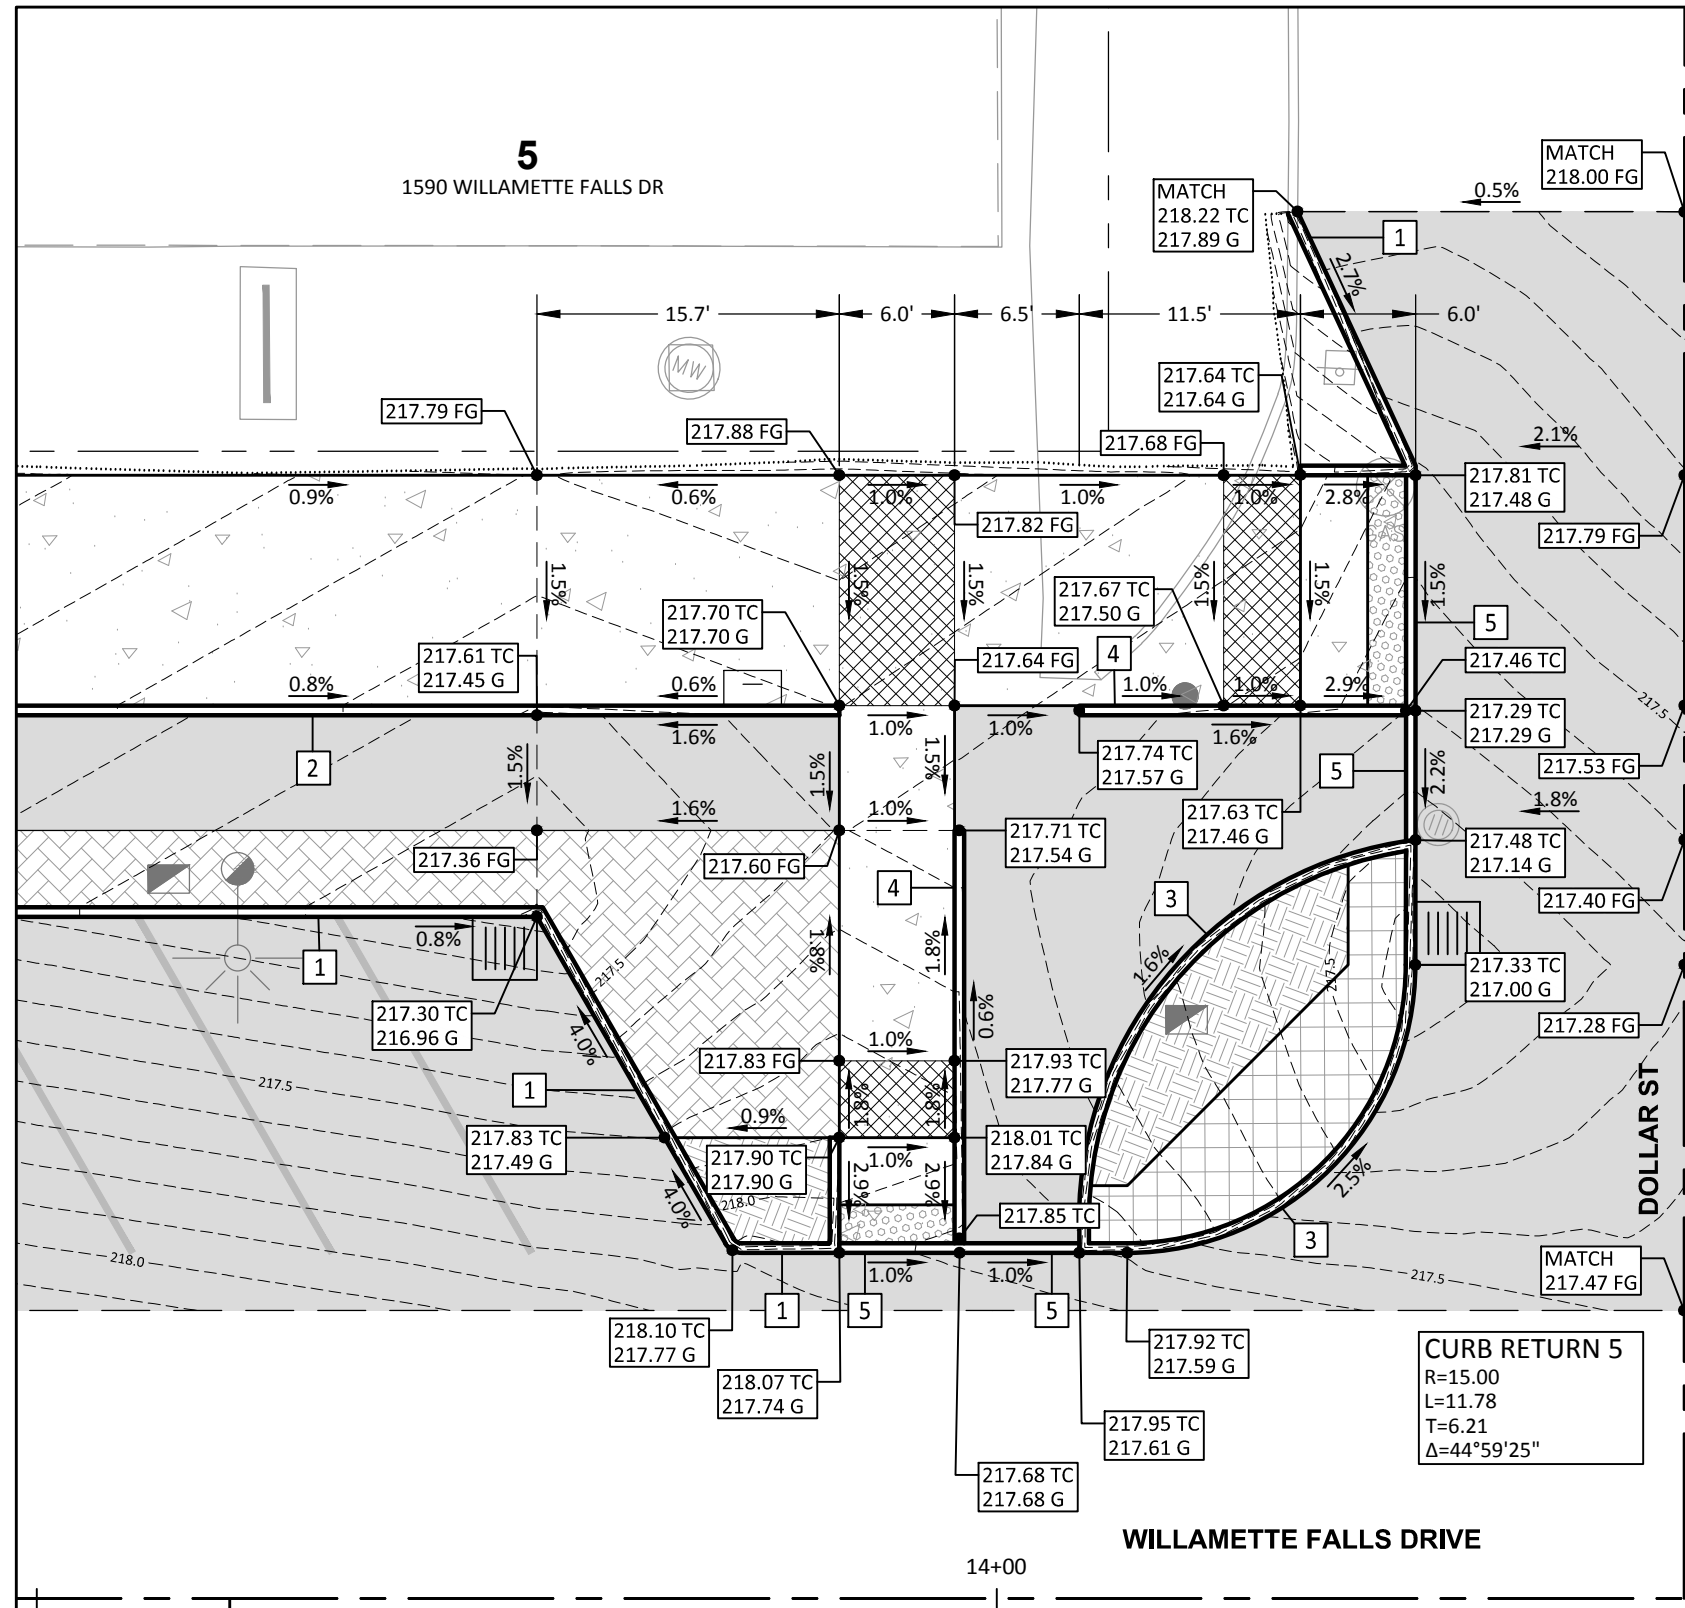 5
1590 WILLAMETTE FALLS DR
MATCH
218.00 FG
0.5%
MATCH
218.22 TC
217.89 G
1
2.7%
15.7'
6.0'
6.5'
11.5'
6.0'
MW
217.64 TC
217.64 G
217.79 FG
217.88 FG
217.68 FG
2.1%
217.81 TC
217.48 G
0.9%
0.6%
1.0%
1.0%
1.0%
2.8%
217.82 FG
217.79 FG
1.5%
1.5%
1.5%
1.5%
1.5%
1.5%
217.67 TC
217.50 G
217.70 TC
217.70 G
5
217.61 TC
217.45 G
217.64 FG
4
217.46 TC
0.8%
0.6%
1.0%
1.0%
2.9%
217.5
217.29 TC
217.29 G
1.6%
1.0%
1.0%
1.6%
2
1.5%
1.5%
1.5%
217.74 TC
217.57 G
5
2.2%
217.53 FG
1.6%
1.0%
217.63 TC
217.46 G
1.8%
217.71 TC
217.54 G
217.48 TC
217.14 G
217.36 FG
217.60 FG
4
3
217.40 FG
0.8%
1
217.5
1.8%
1.8%
1.6%
217.5
217.33 TC
217.00 G
217.30 TC
216.96 G
4.0%
0.6%
217.28 FG
1.0%
217.83 FG
217.93 TC
217.77 G
217.5
1
1.8%
1.8%
0.9%
217.83 TC
217.49 G
217.90 TC
217.90 G
1.0%
218.01 TC
217.84 G
DOLLAR ST
4.0%
218.0
2.9%
2.9%
2.5%
217.85 TC
3
218.0
1.0%
1.0%
217.5
MATCH
217.47 FG
1
5
5
218.10 TC
217.77 G
217.92 TC
217.59 G
218.07 TC
217.74 G
217.95 TC
217.61 G
217.68 TC
217.68 G
CURB RETURN 5
R=15.00
L=11.78
T=6.21
Δ=44°59'25"
WILLAMETTE FALLS DRIVE
14+00